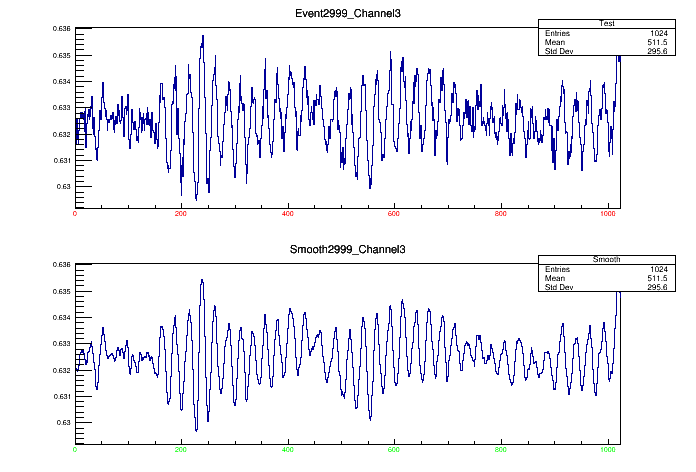 Event2999_Channel3
Test
Entries 1024
Mean 511.5
Std Dev 295.6
0.636
0.635
0.634
0.633
0.632
0.631
0.63
0 200 400 600 800 1000
Smooth2999_Channel3
Smooth
Entries 1024
Mean 511.5
Std Dev 295.6
0.636
0.635
0.634
0.633
0.632
0.631
0.63
0 200 400 600 800 1000